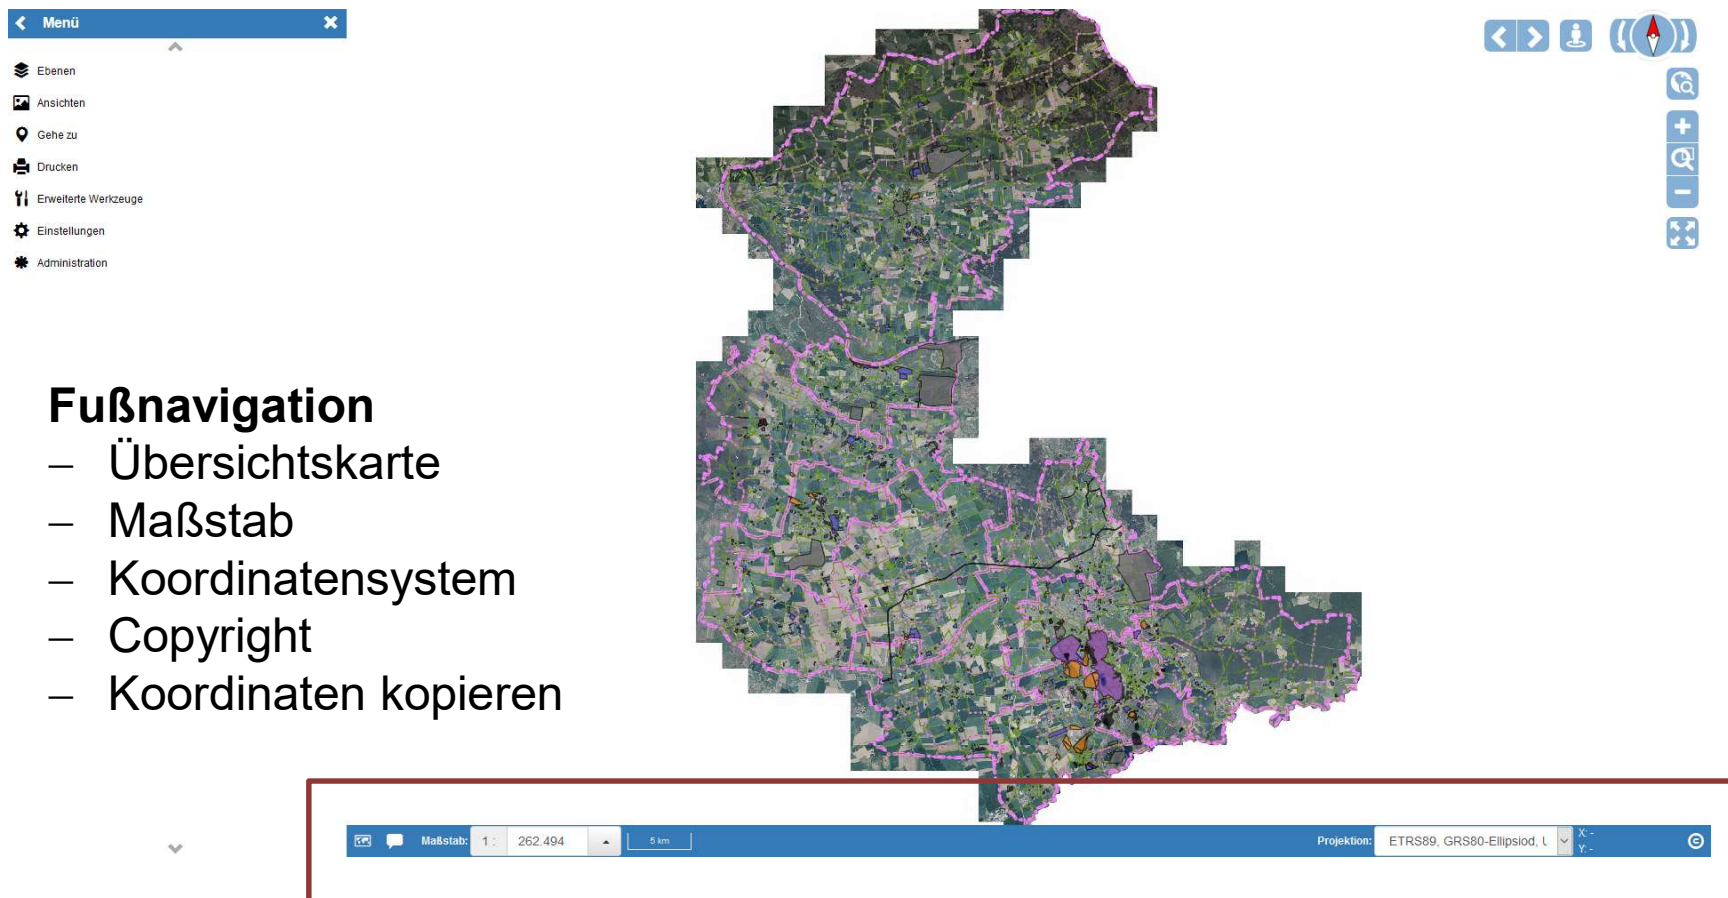 Menü
Ebenen
Ansichten
Gehe zu
Drucken
Erweiterte Werkzeuge
Einstellungen
Administration
Fußnavigation
– Übersichtskarte
– Maßstab
– Koordinatensystem
– Copyright
– Koordinaten kopieren
Maßstab: 1 : 262.494 5 km Projektion: ETRS89, GRS80-Ellipsiod, U X: -
Y: -